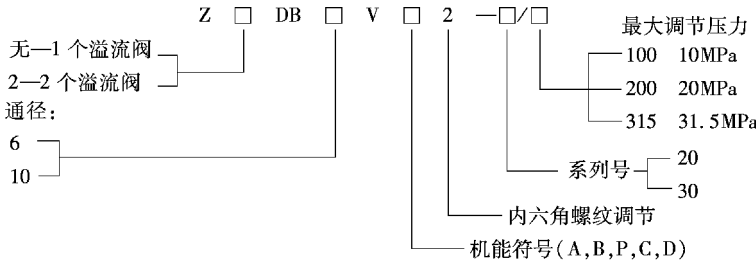 Z□ DB□ V□ 2 —□/□
最大调节压力
无—1个溢流阀
2—2个溢流阀
100 10MPa
200 20MPa
315 31.5MPa
通径:
6
10
系列号
20
30
内六角螺纹调节
机能符号(A,B,P,C,D)